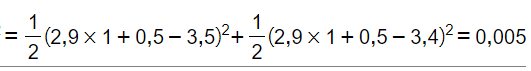 = 1/2 (2,9 × 1 + 0,5 – 3,5)² + 1/2 (2,9 × 1 + 0,5 – 3,4)² = 0,005